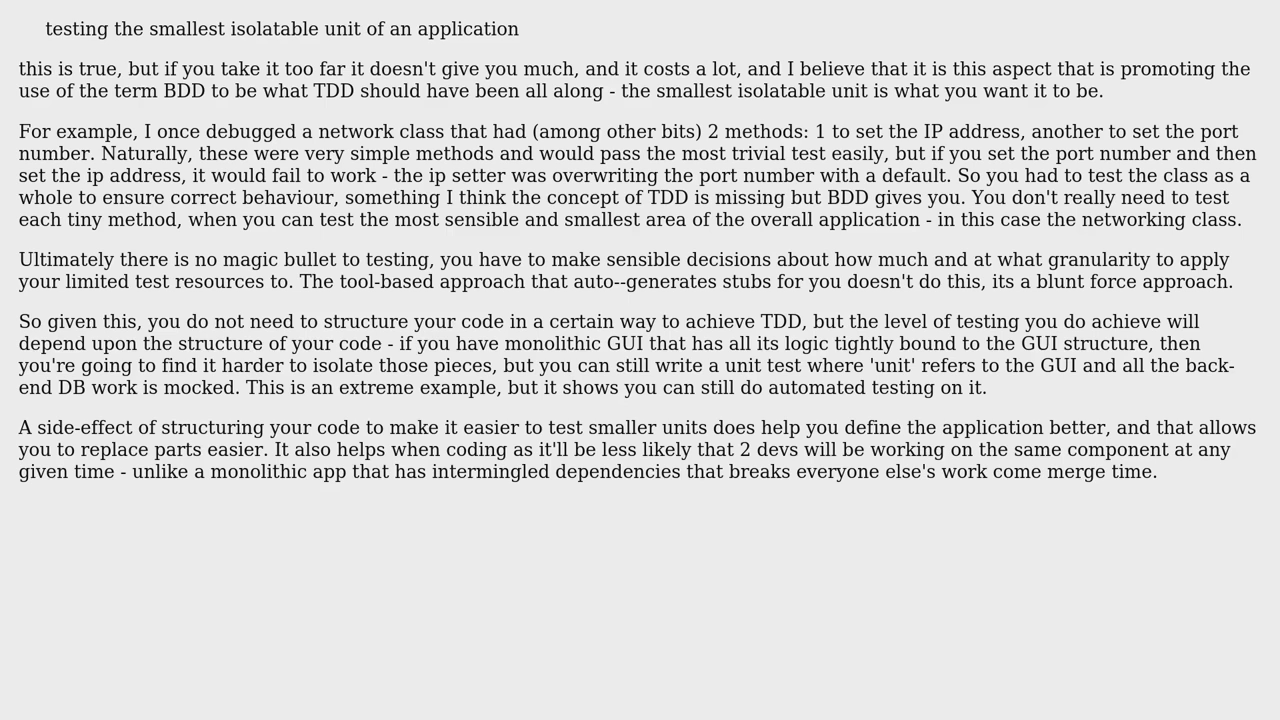 testing the smallest isolatable unit of an application
this is true, but if you take it too far it doesn't give you much, and it costs a lot, and I believe that it is this aspect that is promoting the
use of the term BDD to be what TDD should have been all along - the smallest isolatable unit is what you want it to be.
For example, I once debugged a network class that had (among other bits) 2 methods: 1 to set the IP address, another to set the port
number. Naturally, these were very simple methods and would pass the most trivial test easily, but if you set the port number and then
set the ip address, it would fail to work - the ip setter was overwriting the port number with a default. So you had to test the class as a
whole to ensure correct behaviour, something I think the concept of TDD is missing but BDD gives you. You don't really need to test
each tiny method, when you can test the most sensible and smallest area of the overall application - in this case the networking class.
Ultimately there is no magic bullet to testing, you have to make sensible decisions about how much and at what granularity to apply
your limited test resources to. The tool-based approach that auto--generates stubs for you doesn't do this, its a blunt force approach.
So given this, you do not need to structure your code in a certain way to achieve TDD, but the level of testing you do achieve will
depend upon the structure of your code - if you have monolithic GUI that has all its logic tightly bound to the GUI structure, then
you're going to find it harder to isolate those pieces, but you can still write a unit test where 'unit' refers to the GUI and all the back-
end DB work is mocked. This is an extreme example, but it shows you can still do automated testing on it.
A side-effect of structuring your code to make it easier to test smaller units does help you define the application better, and that allows
you to replace parts easier. It also helps when coding as it'll be less likely that 2 devs will be working on the same component at any
given time - unlike a monolithic app that has intermingled dependencies that breaks everyone else's work come merge time.